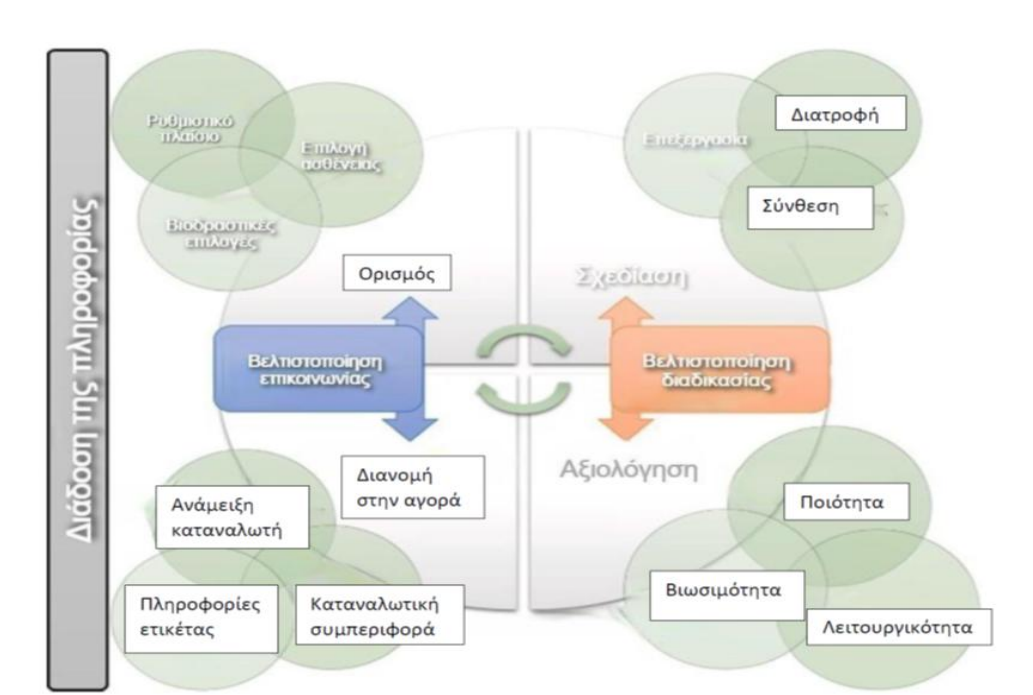 Διάδοση της πληροφορίας
Ρυθμιστικό
πλαίσιο
Επιλογή
ασθένειας
Βιοδραστικές
επιλογές
Επεξεργασία
Διατροφή
Σύνθεση
Ορισμός
Σχεδίαση
Βελτιστοποίηση
επικοινωνίας
Βελτιστοποίηση
διαδικασίας
Διανομή
στην αγορά
Αξιολόγηση
Ανάμειξη
καταναλωτή
Πληροφορίες
ετικέτας
Καταναλωτική
συμπεριφορά
Ποιότητα
Βιωσιμότητα
Λειτουργικότητα